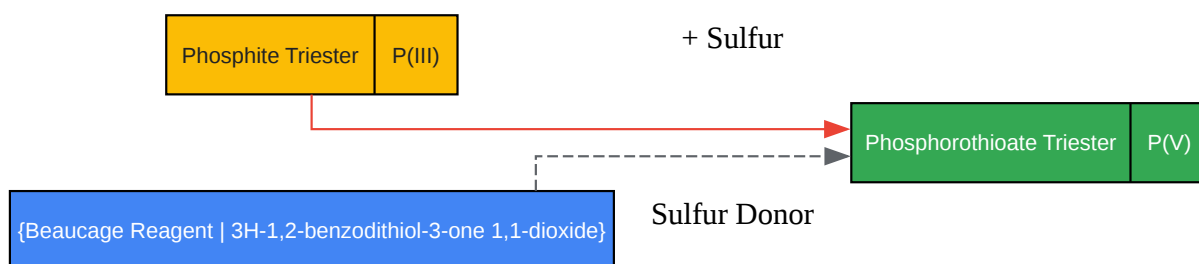 + Sulfur
Phosphite Triester P(III)
Phosphorothioate Triester P(V)
Sulfur Donor
{Beaucage Reagent | 3H-1,2-benzodithiol-3-one 1,1-dioxide}